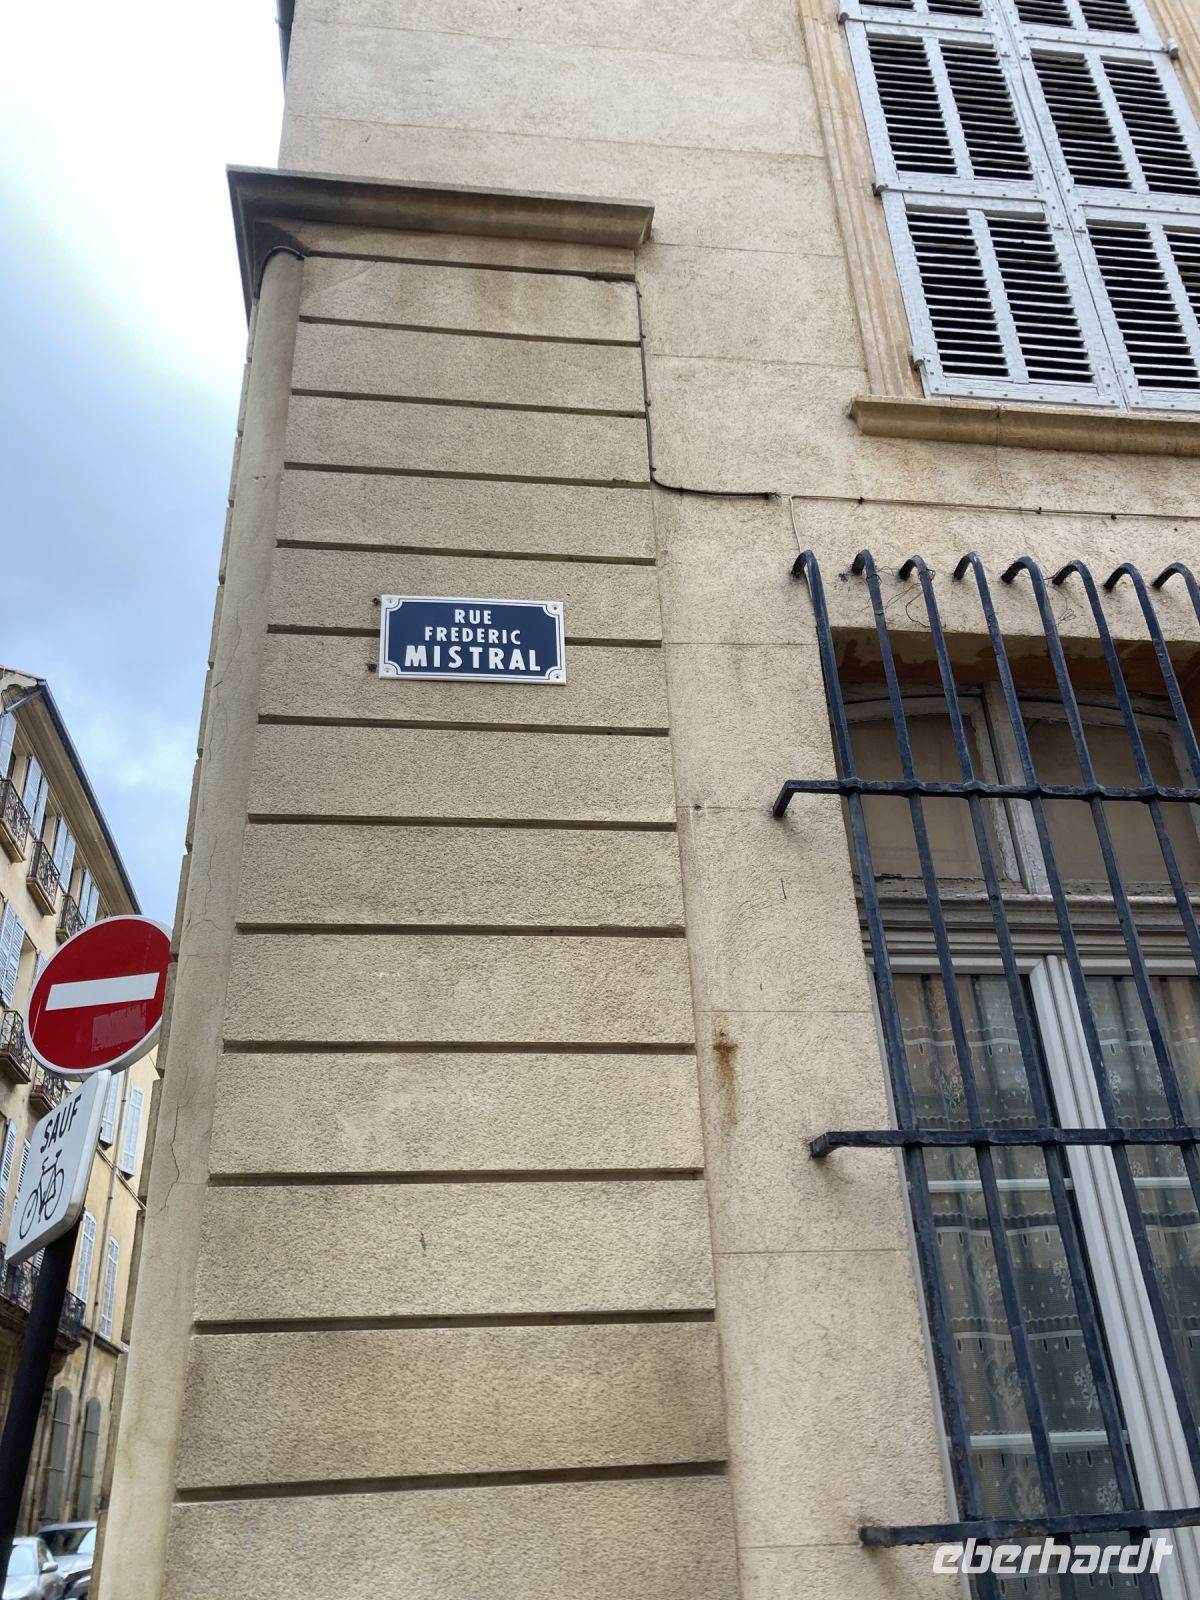 RUE
FREDERIC
MISTRAL
SAUF
eberhardt